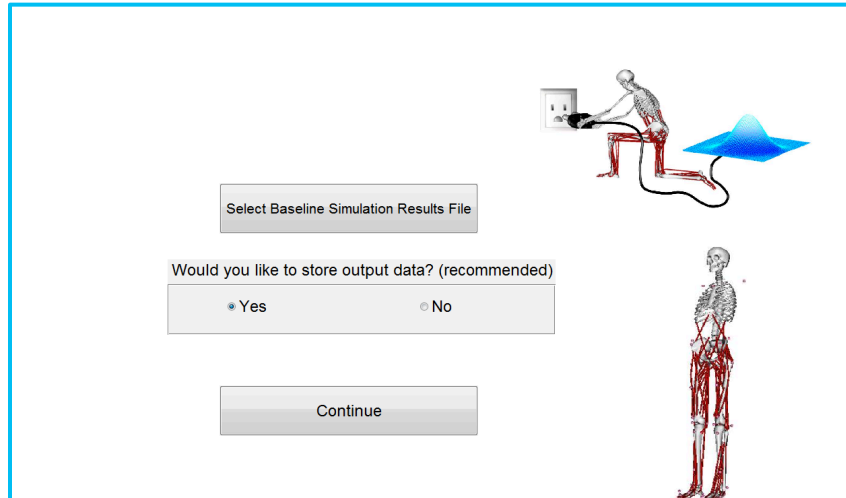 Select Baseline Simulation Results File
Would you like to store output data? (recommended)
Yes No
Continue